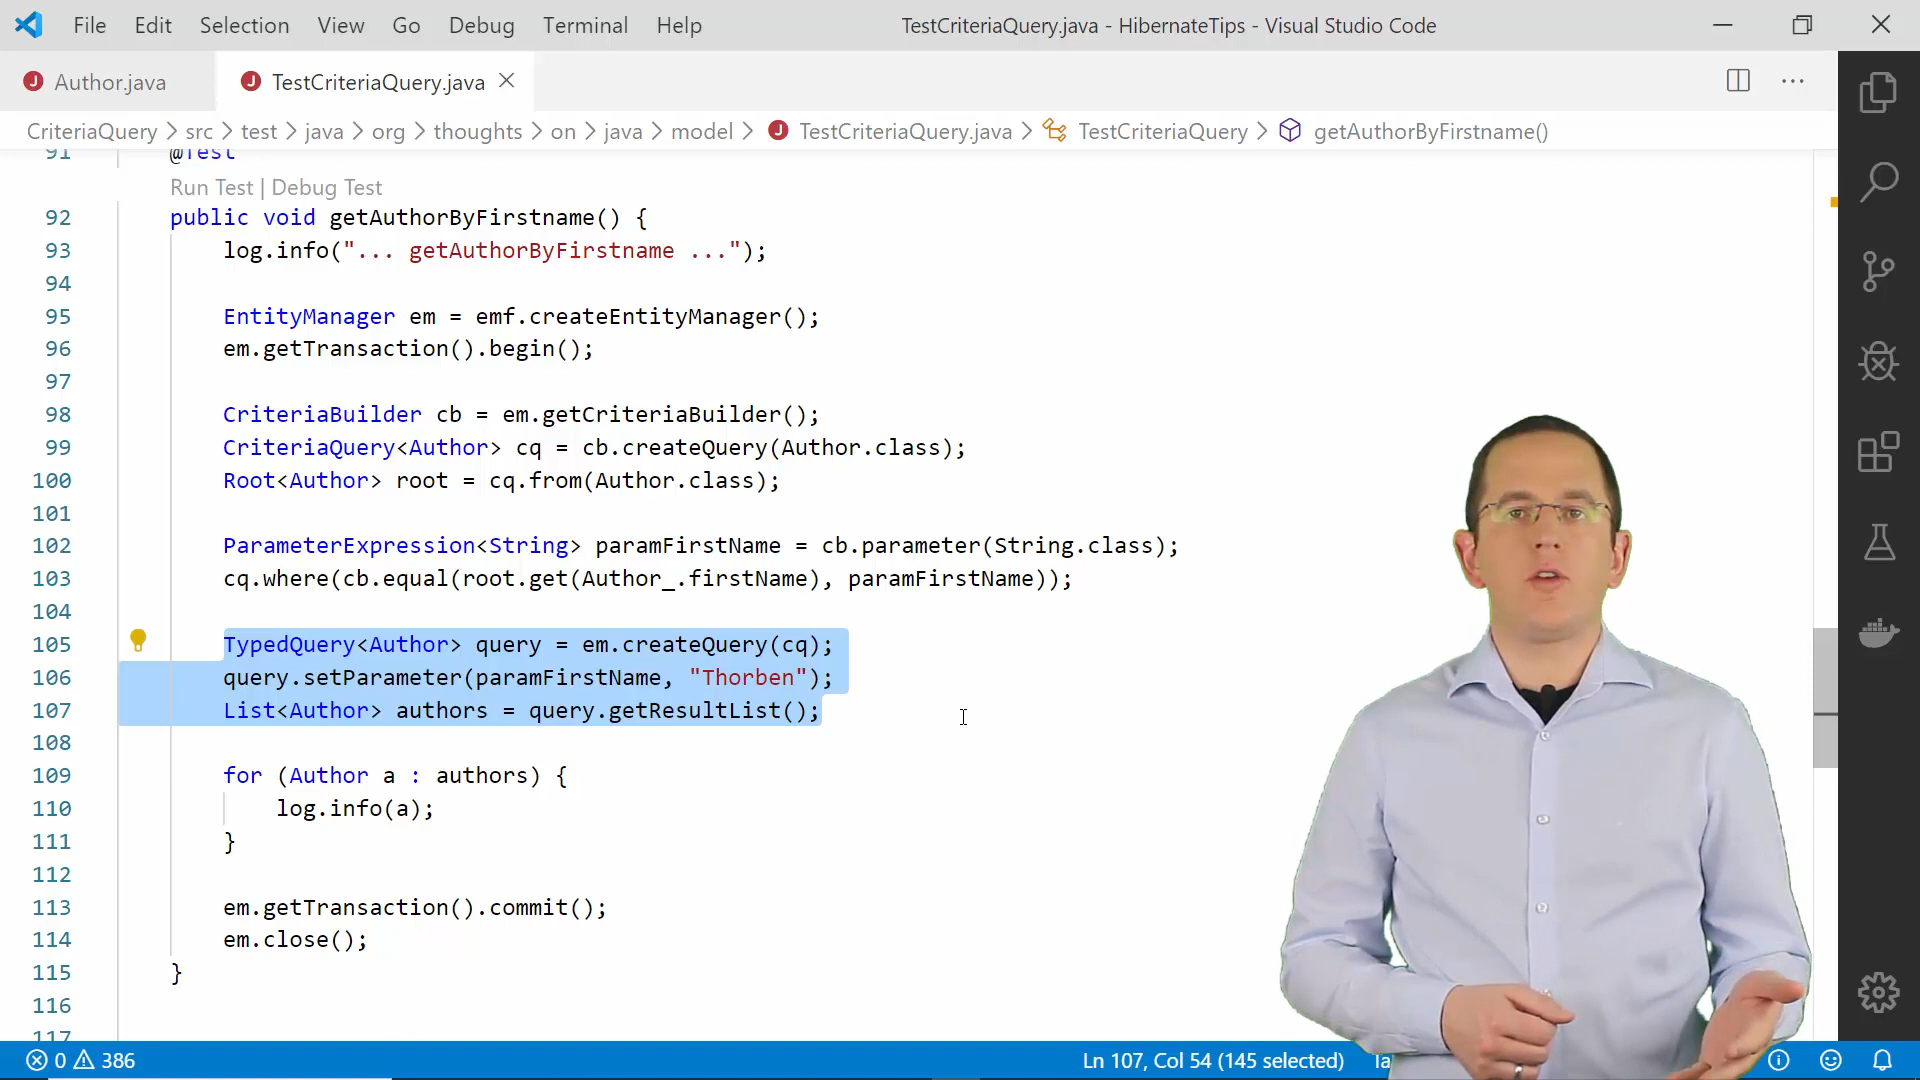 File Edit Selection View Go Debug Terminal Help
TestCriteriaQuery.java - HibernateTips - Visual Studio Code
J Author.java
J TestCriteriaQuery.java
CriteriaQuery > src > test > java > org > thoughts > on > java > model > J TestCriteriaQuery.java > TestCriteriaQuery > getAuthorByFirstname()
91 @Test
Run Test | Debug Test
92 public void getAuthorByFirstname() {
93 log.info("... getAuthorByFirstname ...");
94
95 EntityManager em = emf.createEntityManager();
96 em.getTransaction().begin();
97
98 CriteriaBuilder cb = em.getCriteriaBuilder();
99 CriteriaQuery<Author> cq = cb.createQuery(Author.class);
100 Root<Author> root = cq.from(Author.class);
101
102 ParameterExpression<String> paramFirstName = cb.parameter(String.class);
103 cq.where(cb.equal(root.get(Author_.firstName), paramFirstName));
104
105 TypedQuery<Author> query = em.createQuery(cq);
106 query.setParameter(paramFirstName, "Thorben");
107 List<Author> authors = query.getResultList();
108
109 for (Author a : authors) {
110 log.info(a);
111 }
112
113 em.getTransaction().commit();
114 em.close();
115 }
116
117
0 386
Ln 107, Col 54 (145 selected)